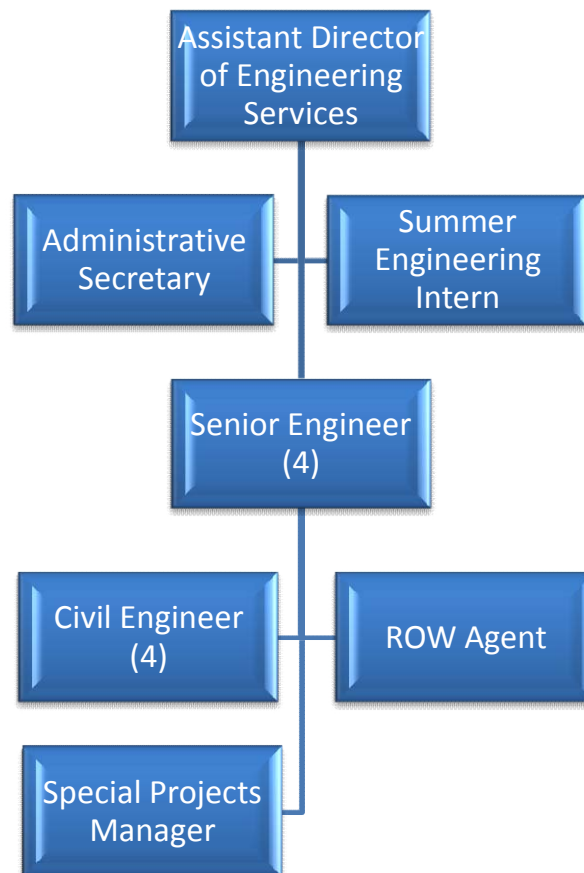 Assistant Director
of Engineering
Services
Administrative
Secretary
Summer
Engineering
Intern
Senior Engineer
(4)
Civil Engineer
(4)
ROW Agent
Special Projects
Manager